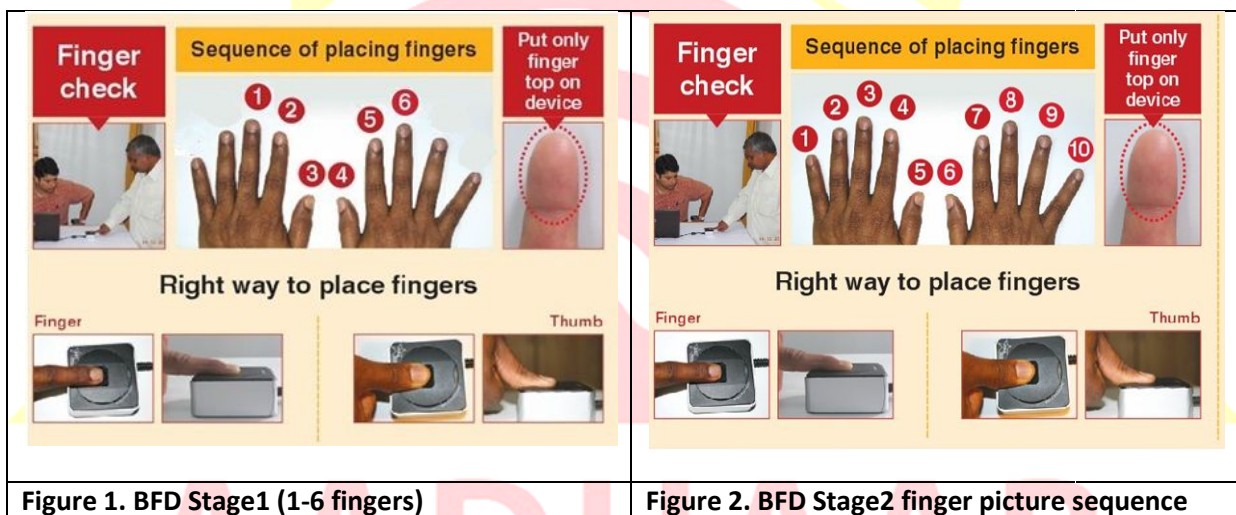 Finger
check
Sequence of placing fingers
Put only
finger
top on
device
1
2
3
4
5
6
Right way to place fingers
Finger
Thumb
Figure 1. BFD Stage1 (1-6 fingers)
Finger
check
Sequence of placing fingers
Put only
finger
top on
device
1
2
3
4
5
6
7
8
9
10
Right way to place fingers
Finger
Thumb
Figure 2. BFD Stage2 finger picture sequence